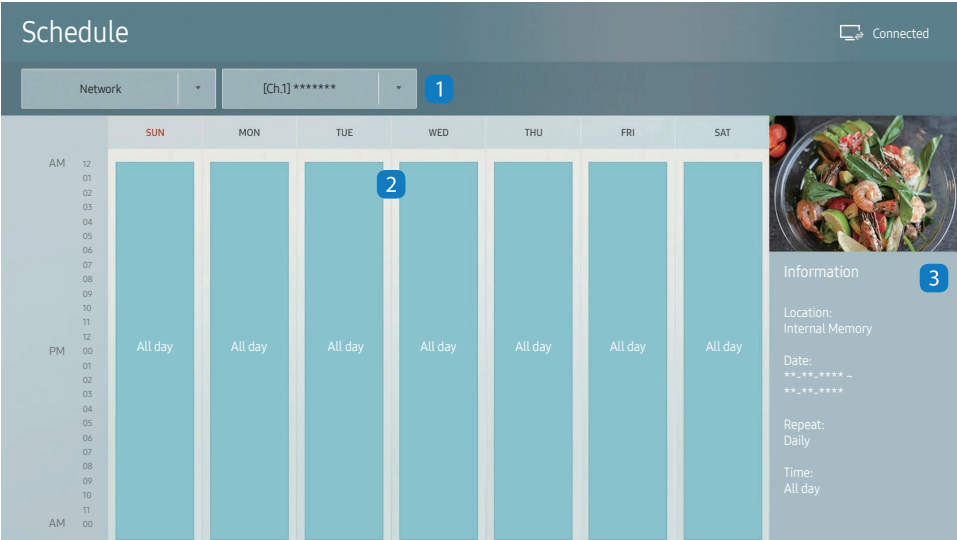 Schedule
Connected
Network
[Ch.1] *******
1
SUN MON TUE WED THU FRI SAT
AM 12
01
02
03
04
05
06
07
08
09
10
11
12
PM 00
01
02
03
04
05
06
07
08
09
10
11
AM 00
2
All day All day All day All day All day All day All day
Information
3
Location:
Internal Memory
Date:
**-**-**** ~
**-**-****
Repeat:
Daily
Time:
All day